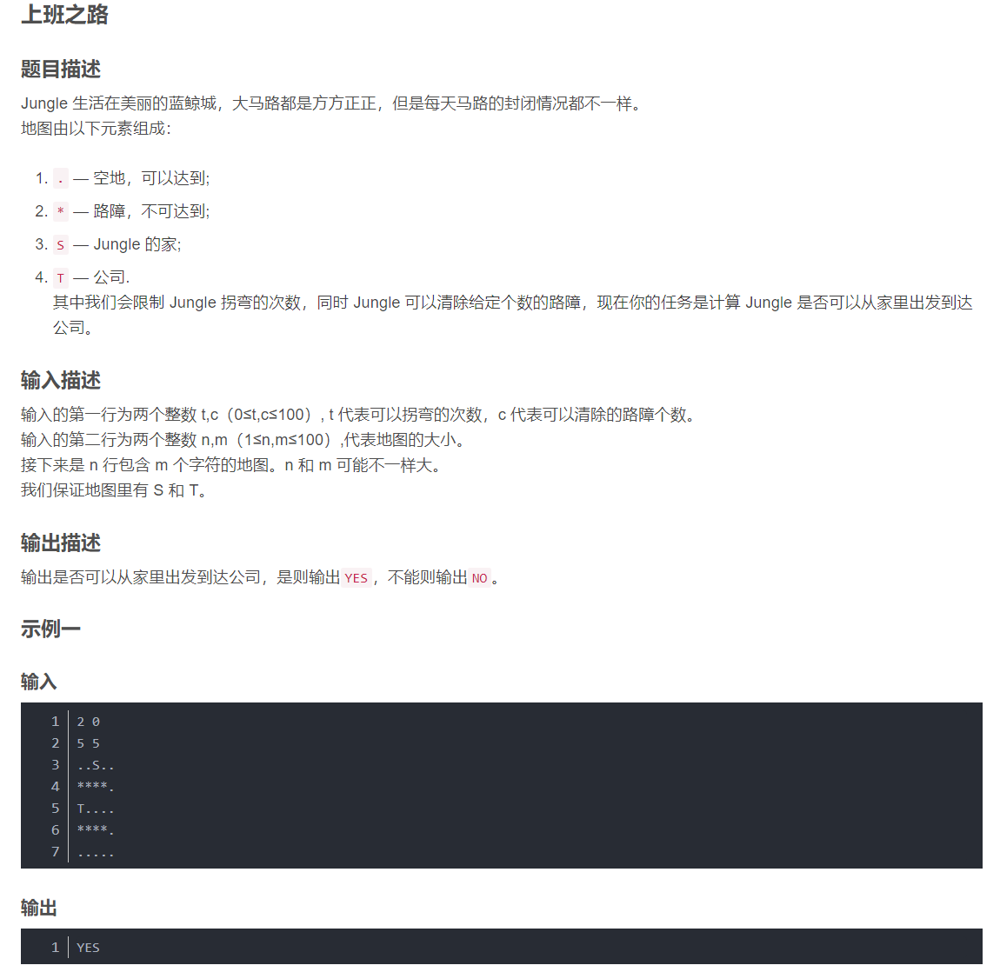 上班之路
题目描述
Jungle 生活在美丽的蓝鲸城，大马路都是方方正正，但是每天马路的封闭情况都不一样。
地图由以下元素组成：
1. . — 空地，可以达到;
2. * — 路障，不可达到;
3. S — Jungle 的家;
4. T — 公司.
其中我们会限制 Jungle 拐弯的次数，同时 Jungle 可以清除给定个数的路障，现在你的任务是计算 Jungle 是否可以从家里出发到达
公司。
输入描述
输入的第一行为两个整数 t,c（0≤t,c≤100）, t 代表可以拐弯的次数，c 代表可以清除的路障个数。
输入的第二行为两个整数 n,m（1≤n,m≤100）,代表地图的大小。
接下来是 n 行包含 m 个字符的地图。n 和 m 可能不一样大。
我们保证地图里有 S 和 T。
输出描述
输出是否可以从家里出发到达公司，是则输出 YES，不能则输出 NO。
示例一
输入
1 2 0
2 5 5
3 ..S..
4 ****.
5 T....
6 ****.
7 .....
输出
1 YES